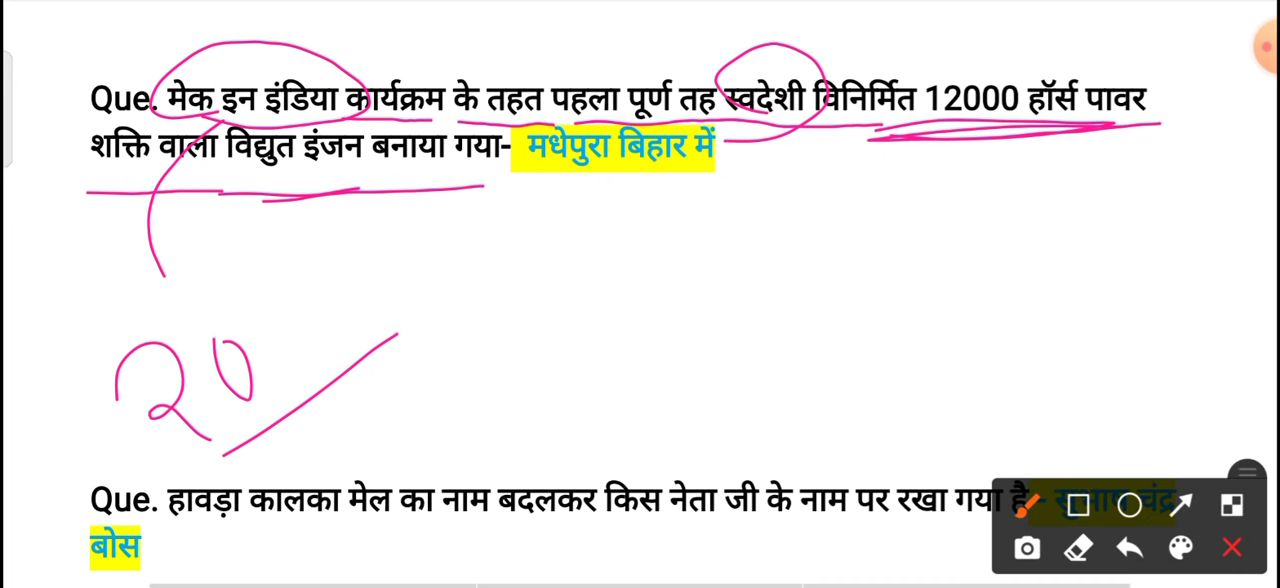 Que. मेक इन इंडिया कार्यक्रम के तहत पहला पूर्ण तह स्वदेशी विनिर्मित 12000 हॉर्स पावर
शक्ति वाला विद्युत इंजन बनाया गया- मधेपुरा बिहार में
20
Que. हावड़ा कालका मेल का नाम बदलकर किस नेता जी के नाम पर रखा गया है- सुभाष चंद्र
बोस